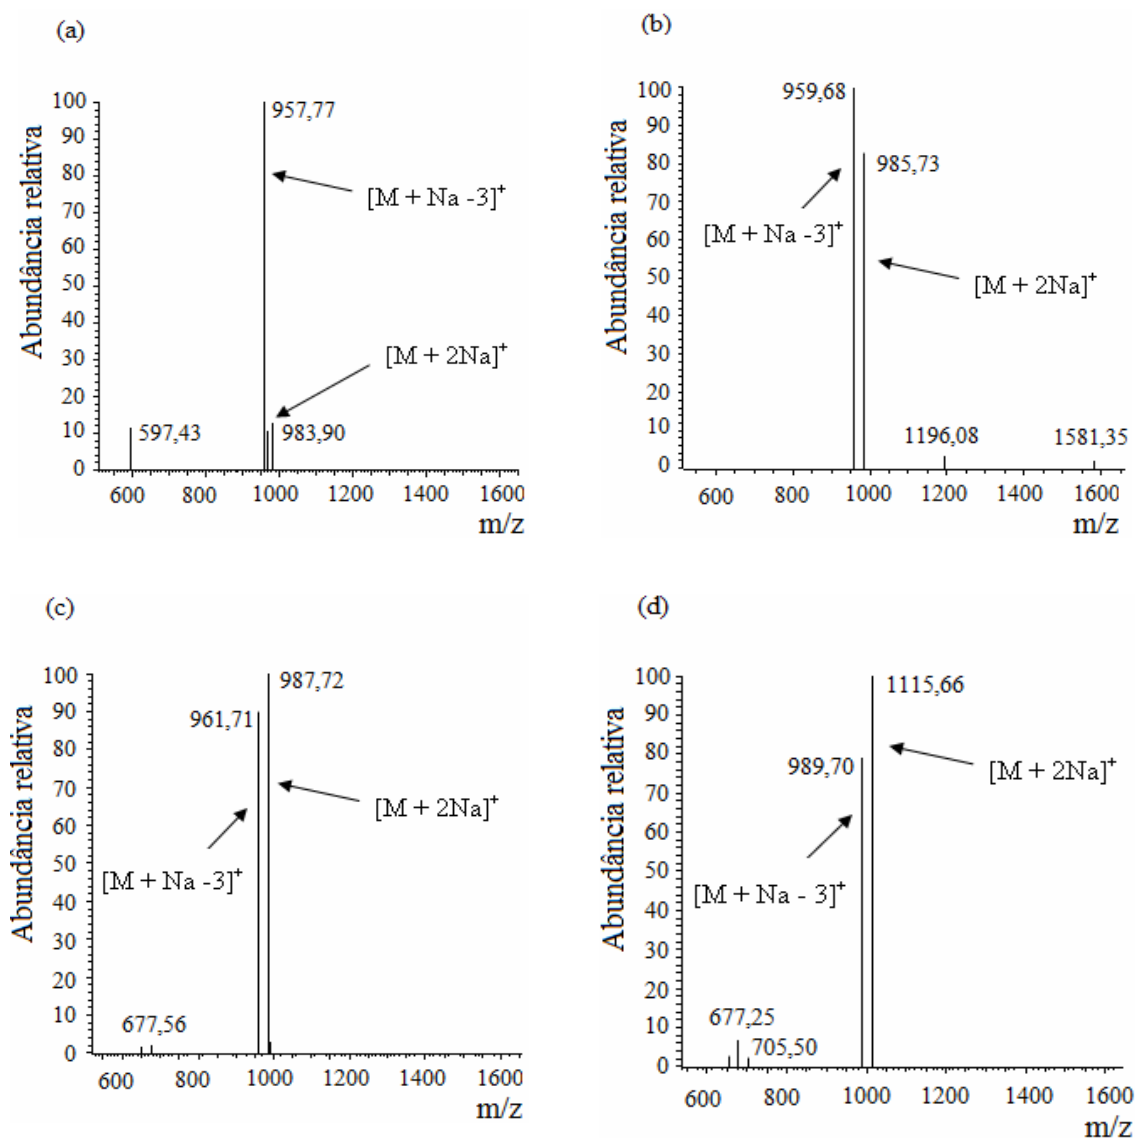 (a)
Abundância relativa
100
90
80
70
60
50
40
30
20
10
0
957,77
[M + Na -3]⁺
[M + 2Na]⁺
597,43
983,90
600 800 1000 1200 1400 1600
m/z
(b)
Abundância relativa
100
90
80
70
60
50
40
30
20
10
0
959,68
985,73
[M + Na -3]⁺
[M + 2Na]⁺
1196,08
1581,35
600 800 1000 1200 1400 1600
m/z
(c)
Abundância relativa
100
90
80
70
60
50
40
30
20
10
0
987,72
961,71
[M + 2Na]⁺
[M + Na -3]⁺
677,56
600 800 1000 1200 1400 1600
m/z
(d)
Abundância relativa
100
90
80
70
60
50
40
30
20
10
0
1115,66
989,70
[M + 2Na]⁺
[M + Na - 3]⁺
677,25
705,50
600 800 1000 1200 1400 1600
m/z